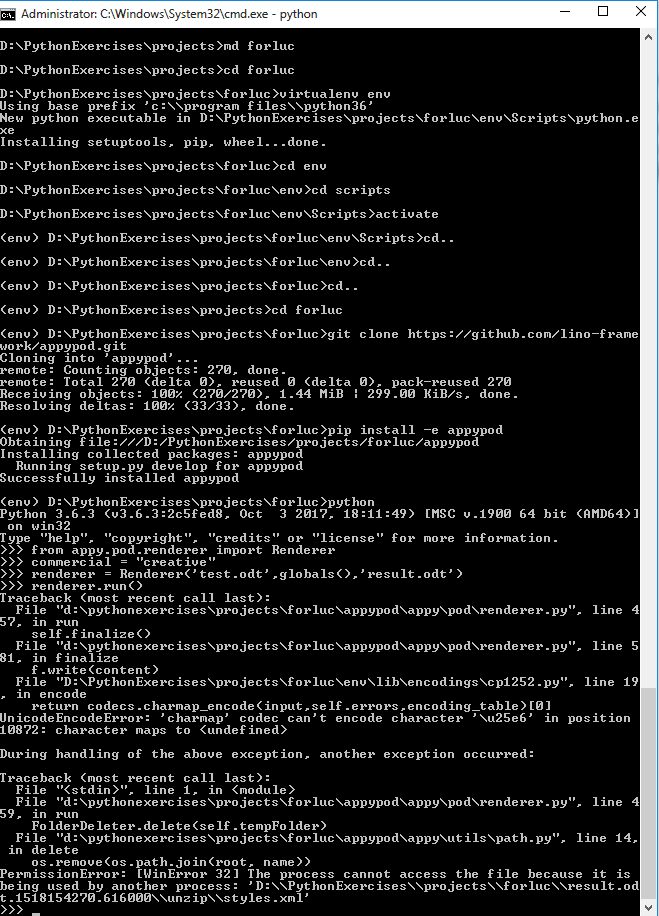 Administrator: C:\Windows\System32\cmd.exe - python
D:\PythonExercises\projects>md forluc
D:\PythonExercises\projects>cd forluc
D:\PythonExercises\projects\forluc>virtualenv env
Using base prefix 'c:\\program files\\python36'
New python executable in D:\PythonExercises\projects\forluc\env\Scripts\python.e
xe
Installing setuptools, pip, wheel...done.
D:\PythonExercises\projects\forluc>cd env
D:\PythonExercises\projects\forluc\env>cd scripts
D:\PythonExercises\projects\forluc\env\Scripts>activate
(env) D:\PythonExercises\projects\forluc\env\Scripts>cd..
(env) D:\PythonExercises\projects\forluc\env>cd..
(env) D:\PythonExercises\projects\forluc>cd..
(env) D:\PythonExercises\projects>cd forluc
(env) D:\PythonExercises\projects\forluc>git clone https://github.com/lino-frame
work/appypod.git
Cloning into 'appypod'...
remote: Counting objects: 270, done.
remote: Total 270 (delta 0), reused 0 (delta 0), pack-reused 270
Receiving objects: 100% (270/270), 1.44 MiB | 299.00 KiB/s, done.
Resolving deltas: 100% (33/33), done.
(env) D:\PythonExercises\projects\forluc>pip install -e appypod
Obtaining file:///D:/PythonExercises/projects/forluc/appypod
Installing collected packages: appypod
  Running setup.py develop for appypod
Successfully installed appypod
(env) D:\PythonExercises\projects\forluc>python
Python 3.6.3 (v3.6.3:2c5fed8, Oct  3 2017, 18:11:49) [MSC v.1900 64 bit (AMD64)]
 on win32
Type "help", "copyright", "credits" or "license" for more information.
>>> from appy.pod.renderer import Renderer
>>> commercial = "creative"
>>> renderer = Renderer('test.odt',globals(),'result.odt')
>>> renderer.run()
Traceback (most recent call last):
  File "d:\pythonexercises\projects\forluc\appypod\appy\pod\renderer.py", line 4
57, in run
    self.finalize()
  File "d:\pythonexercises\projects\forluc\appypod\appy\pod\renderer.py", line 5
81, in finalize
    f.write(content)
  File "D:\PythonExercises\projects\forluc\env\lib\encodings\cp1252.py", line 19
, in encode
    return codecs.charmap_encode(input,self.errors,encoding_table)[0]
UnicodeEncodeError: 'charmap' codec can't encode character '\u25e6' in position
10872: character maps to <undefined>
During handling of the above exception, another exception occurred:
Traceback (most recent call last):
  File "<stdin>", line 1, in <module>
  File "d:\pythonexercises\projects\forluc\appypod\appy\pod\renderer.py", line 4
59, in run
    FolderDeleter.delete(self.tempFolder)
  File "d:\pythonexercises\projects\forluc\appypod\appy\utils\path.py", line 14,
 in delete
    os.remove(os.path.join(root, name))
PermissionError: [WinError 32] The process cannot access the file because it is
being used by another process: 'D:\\PythonExercises\\projects\\forluc\\result.od
t.1518154270.616000\\unzip\\styles.xml'
>>>